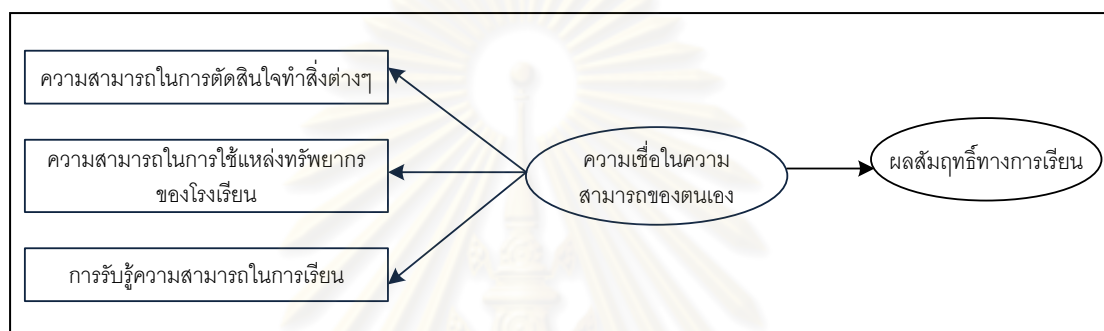 ความสามารถในการตัดสินใจทำสิ่งต่างๆ
ความสามารถในการใช้แหล่งทรัพยากร
ของโรงเรียน
การรับรู้ความสามารถในการเรียน
ความเชื่อในความ
สามารถของตนเอง
ผลสัมฤทธิ์ทางการเรียน